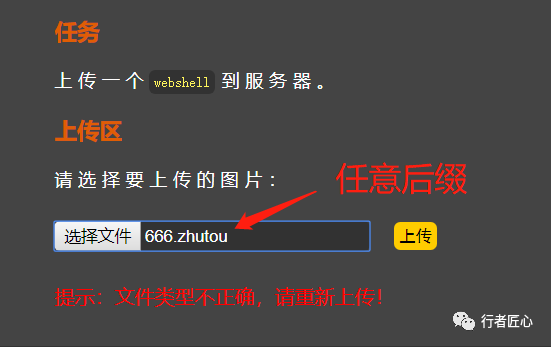 任务
上传一个 webshell 到服务器。
上传区
请选择要上传的图片：
任意后缀
选择文件 666.zhutou 上传
提示：文件类型不正确，请重新上传！
行者匠心